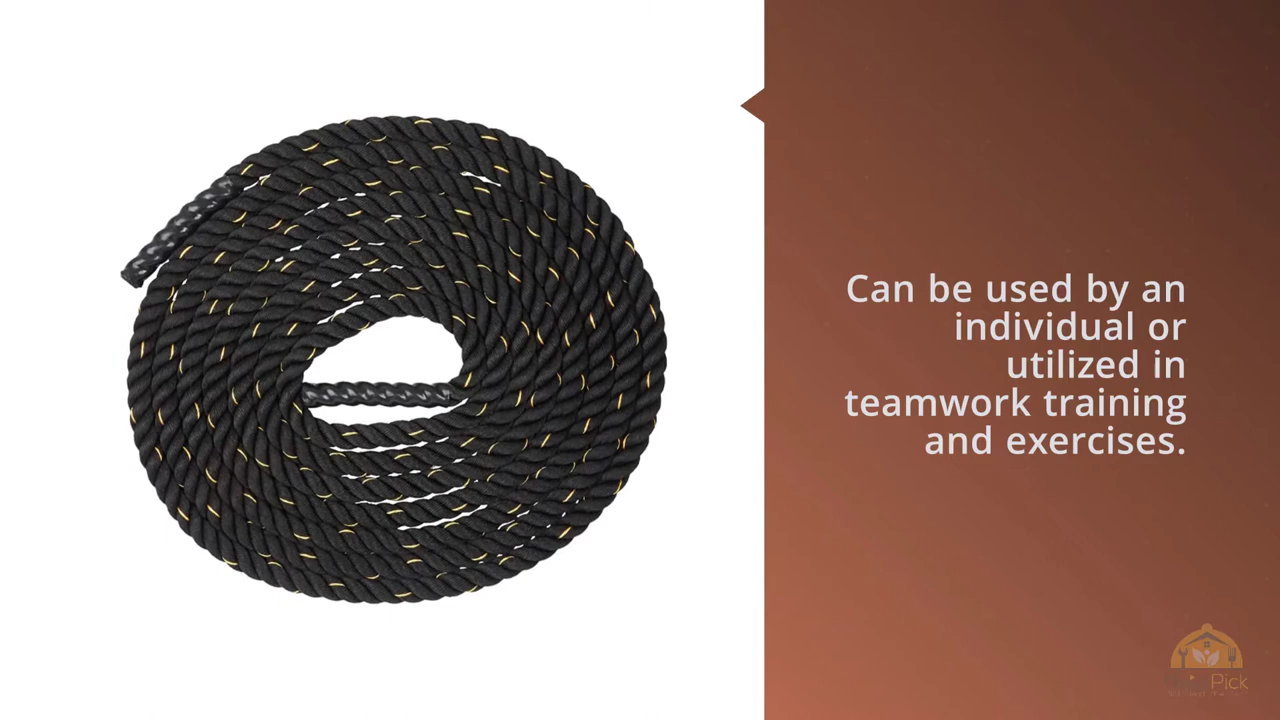 Can be used by an
individual or
utilized in
teamwork training
and exercises.
Pick